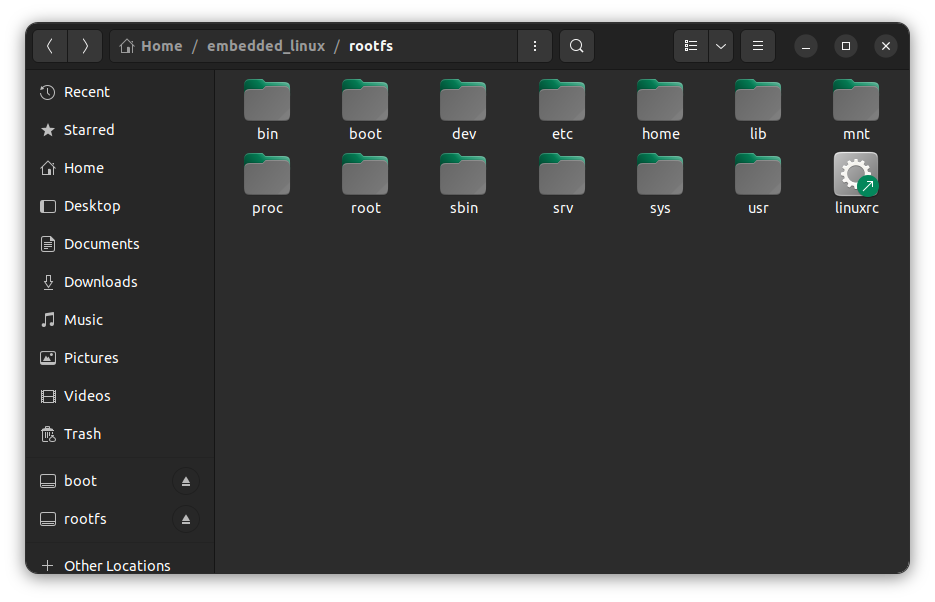 Home / embedded_linux / rootfs
Recent
Starred
Home
Desktop
Documents
Downloads
Music
Pictures
Videos
Trash
boot
rootfs
Other Locations
bin boot dev etc home lib mnt
proc root sbin srv sys usr linuxrc